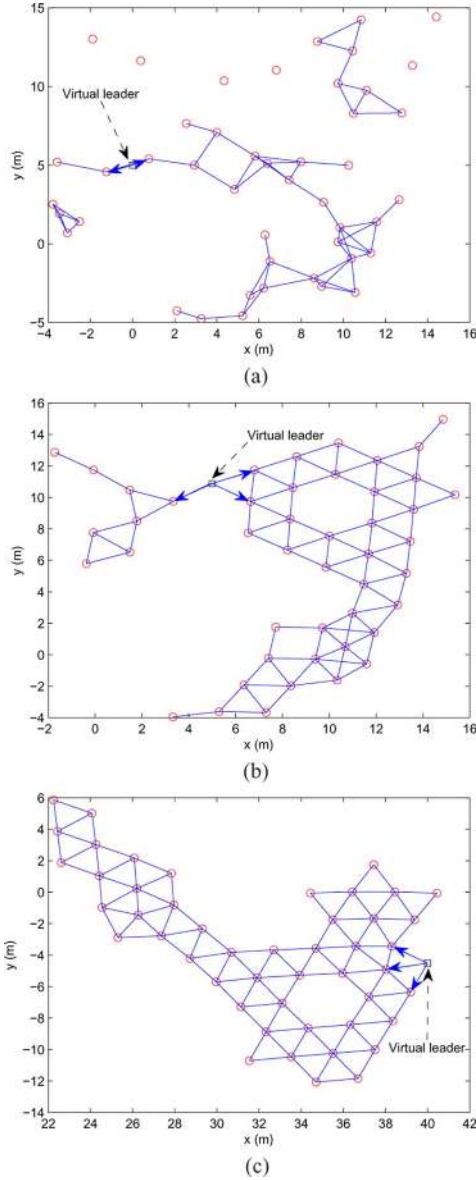 15
10
5
0
−5
y (m)
Virtual leader
−4 −2 0 2 4 6 8 10 12 14 16
x (m)
(a)
16
14
12
10
8
6
4
2
0
−2
−4
y (m)
Virtual leader
−2 0 2 4 6 8 10 12 14 16
x (m)
(b)
6
4
2
0
−2
−4
−6
−8
−10
−12
−14
y (m)
Virtual leader
22 24 26 28 30 32 34 36 38 40 42
x (m)
(c)